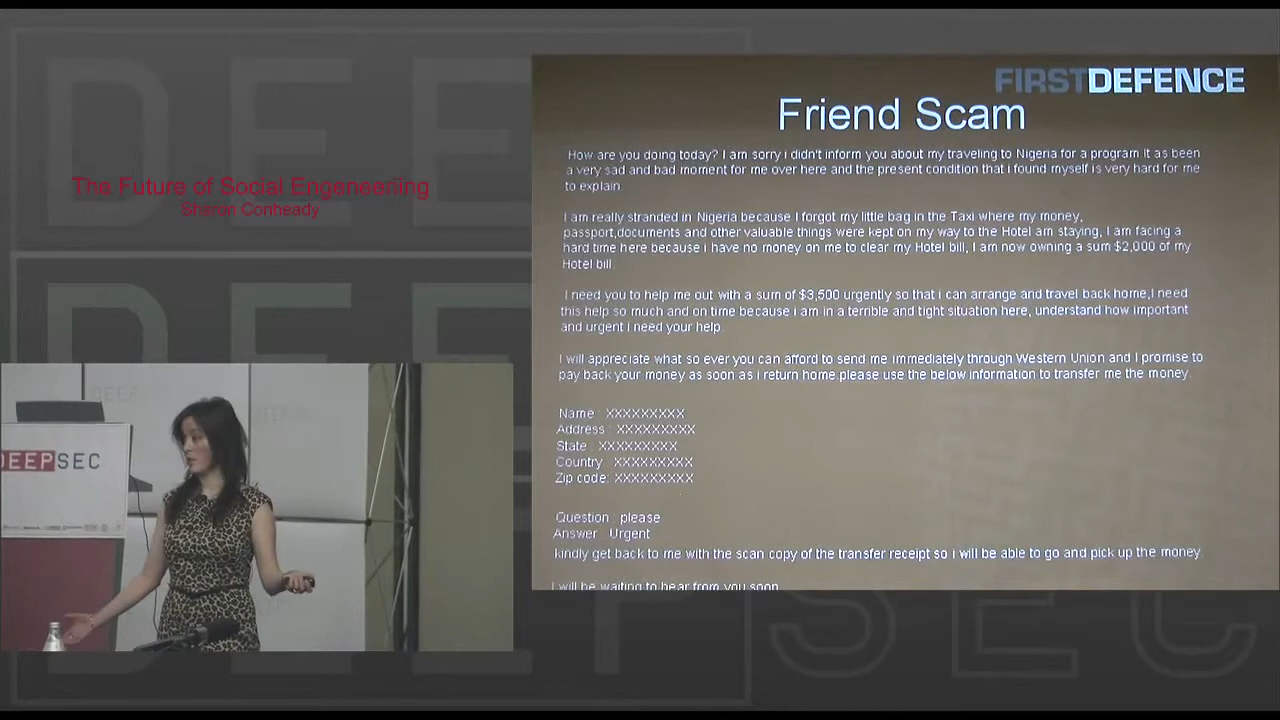 FIRSTDEFENCE
Friend Scam
How are you doing today? I am sorry i didn't inform you about my traveling to Nigeria for a program It as been
a very sad and bad moment for me over here and the present condition that i found myself is very hard for me
to explain
I am really stranded in Nigeria because I forgot my little bag in the Taxi where my money,
passport,documents and other valuable things were kept on my way to the Hotel am staying, I am facing a
hard time here because i have no money on me to clear my Hotel bill, I am now owning a sum $2,000 of my
Hotel bill.
I need you to help me out with a sum of $3,500 urgently so that i can arrange and travel back home,I need
this help so much and on time because i am in a terrible and tight situation here, understand how important
and urgent i need your help.
I will appreciate what so ever you can afford to send me immediately through Western Union and I promise to
pay back your money as soon as i return home.please use the below information to transfer me the money.
Name : XXXXXXXXX
Address : XXXXXXXXX
State : XXXXXXXXX
Country : XXXXXXXXX
Zip code: XXXXXXXXX
Question : please
Answer : Urgent
kindly get back to me with the scan copy of the transfer receipt so i will be able to go and pick up the money.
I will be waiting to hear from you soon
The Future of Social Engeneeriing
Sharon Conheady
DEEPSEC
DEEP
DEEPSEC